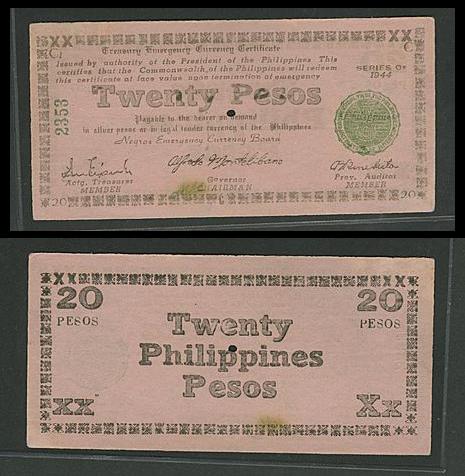 XX XX
C C
Treasury Emergency Currency Certificate
Issued by authority of the President of the Philippines This
certifies that the Commonwealth of the Philippines will redeem
this certificate at face value upon termination of emergency
SERIES OF
1944
Twenty Pesos
2353
Payable to the bearer on demand
in silver pesos or in legal tender currency of the Philippines
Negros Emergency Currency Board
Actg. Treasurer
MEMBER
Governor
CHAIRMAN
Prov. Auditor
MEMBER
20 20
XX XX
20 20
PESOS PESOS
Twenty
Philippines
Pesos
XX Xx